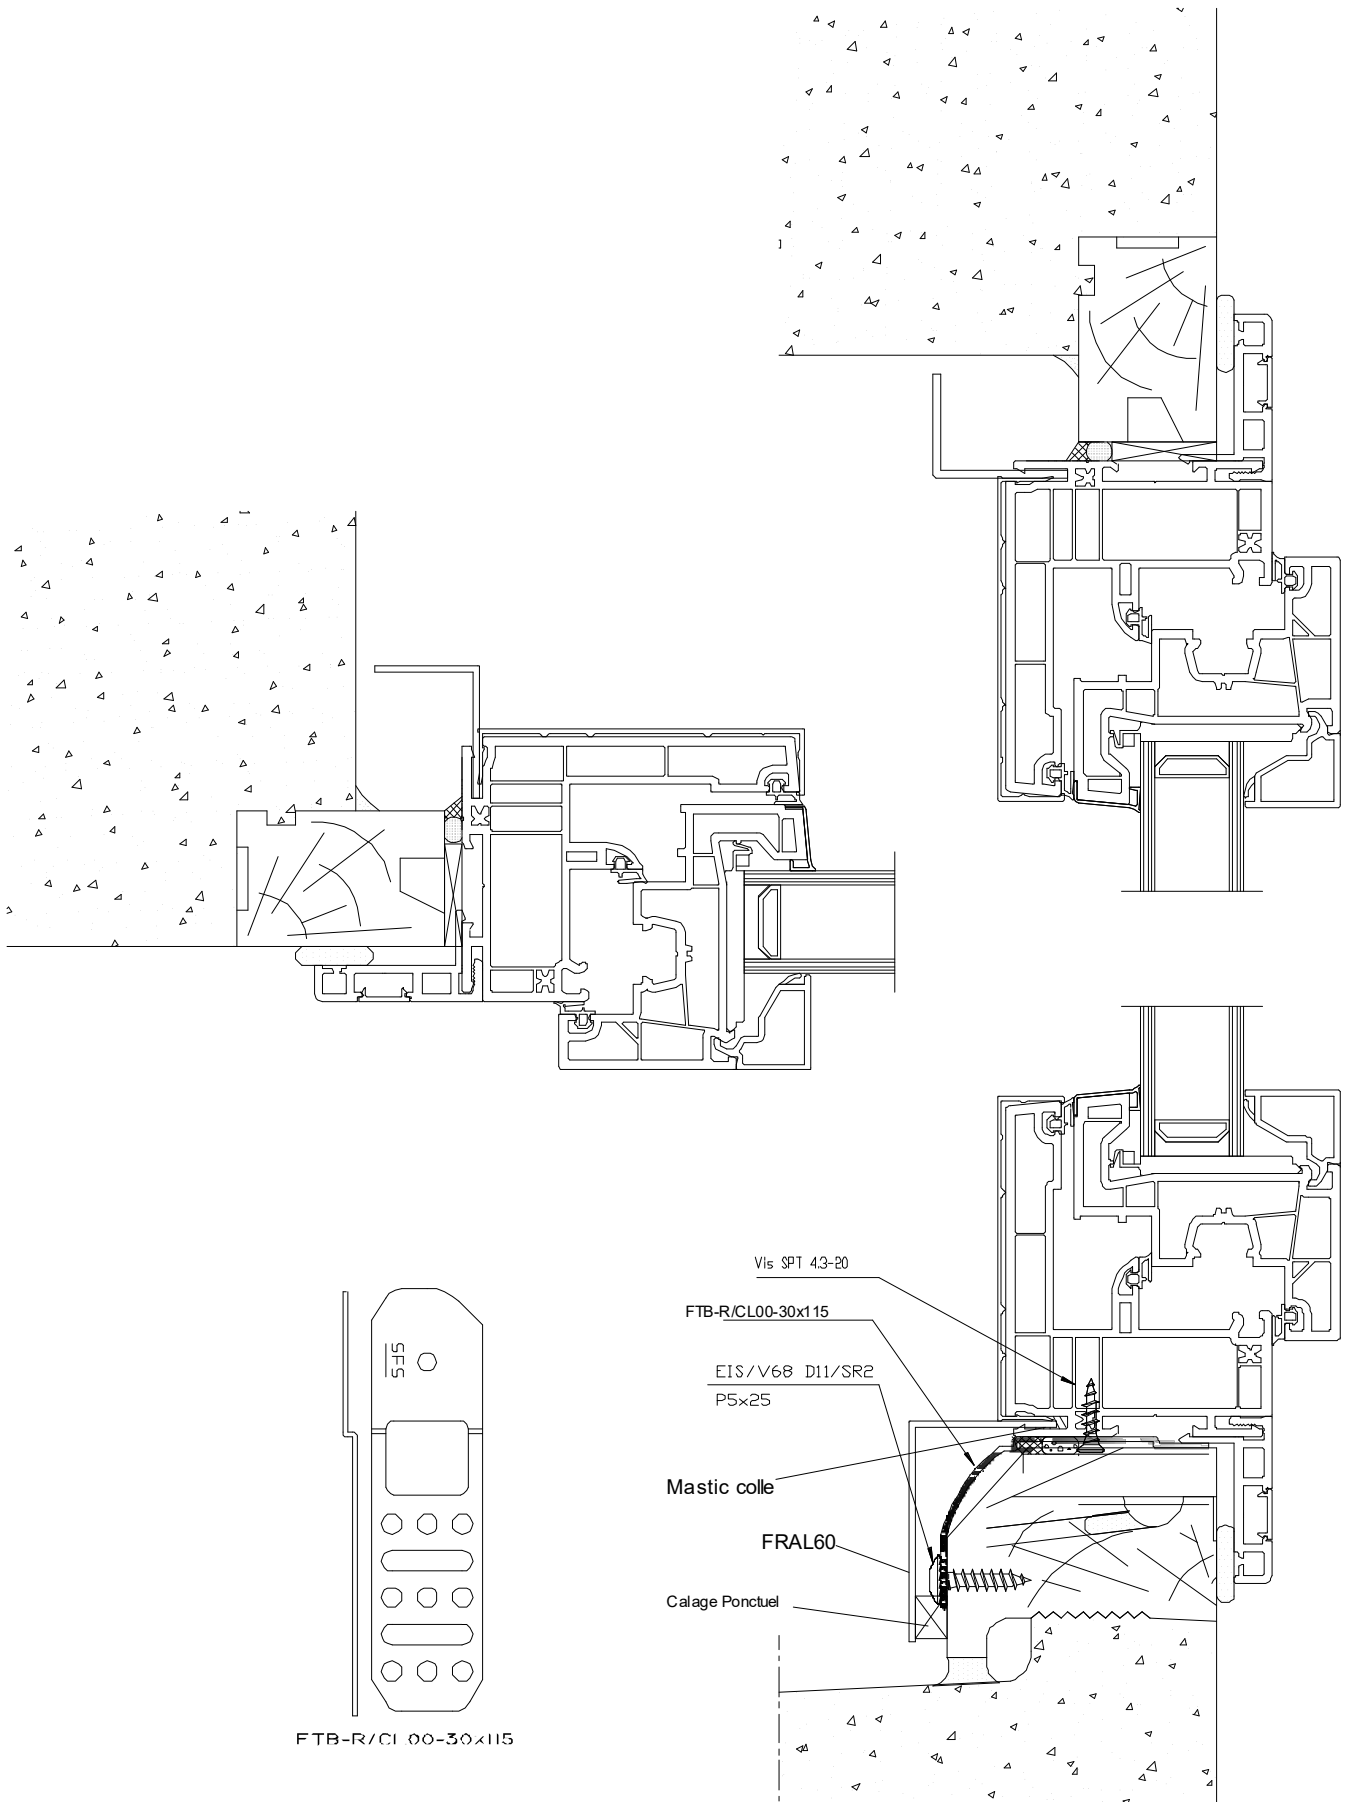 Vis SPT 4.3-20
FTB-R/CL00-30x115
EIS/V68 D11/SR2
P5x25
Mastic colle
FRAL60
Calage Ponctuel
SFS
FTB-R/CL00-30x115